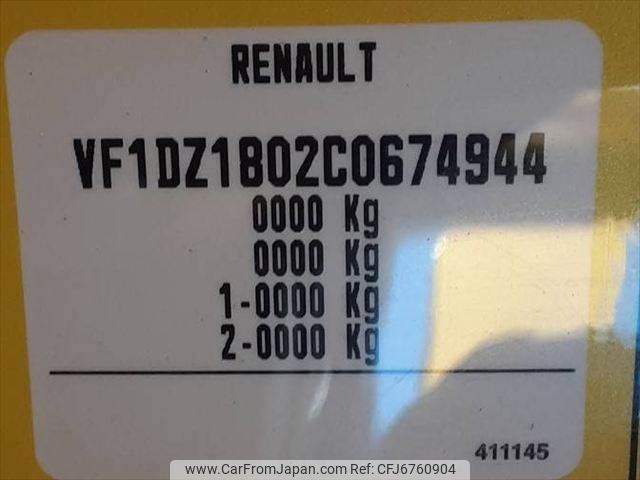 RENAULT
VF1DZ1802C0674944
0000 Kg
0000 Kg
1-0000 Kg
2-0000 Kg
411145
www.CarFromJapan.com | Ref. CFJ6760904